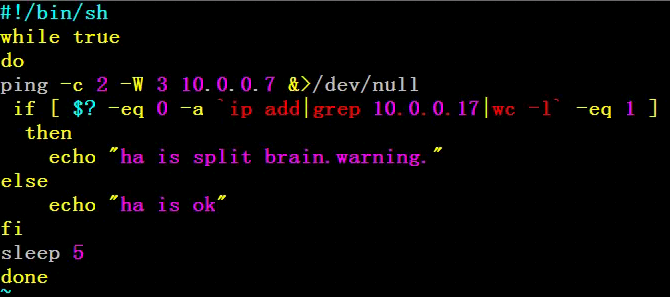 #!/bin/sh
while true
do
ping -c 2 -W 3 10.0.0.7 &>/dev/null
 if [ $? -eq 0 -a `ip add|grep 10.0.0.17|wc -l` -eq 1 ]
  then
    echo "ha is split brain.warning."
else
    echo "ha is ok"
fi
sleep 5
done
~